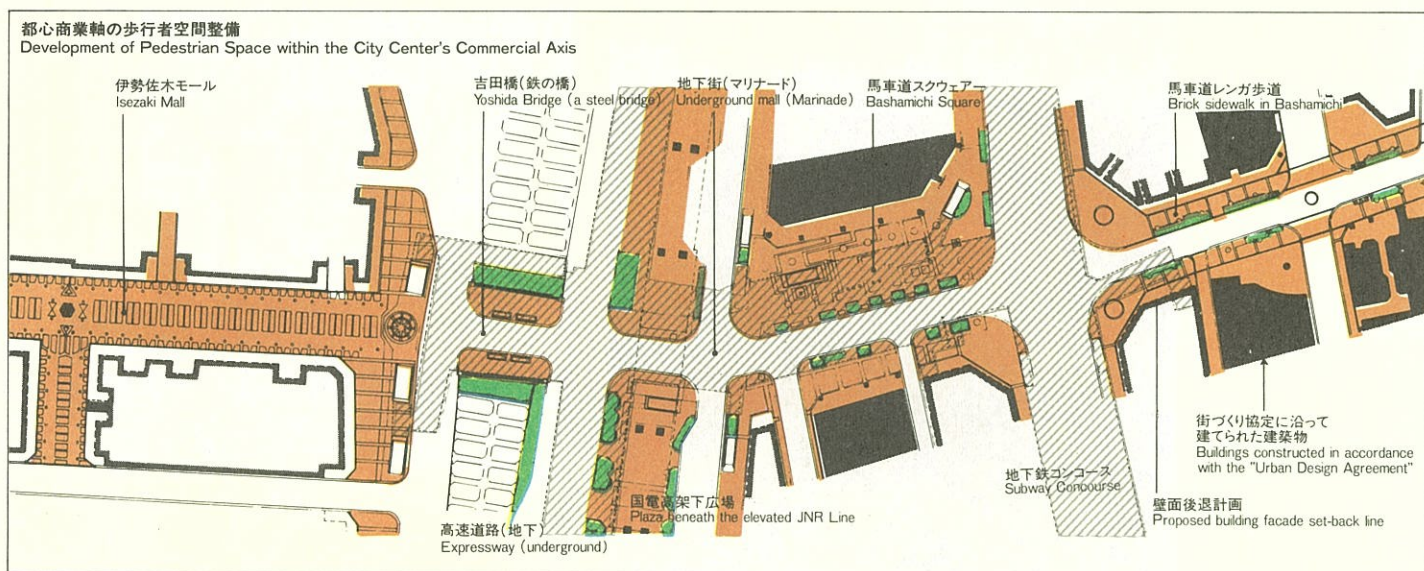 都心商業軸の歩行者空間整備
Development of Pedestrian Space within the City Center's Commercial Axis
伊勢佐木モール
Isezaki Mall
吉田橋(鉄の橋)
Yoshida Bridge (a steel bridge)
地下街(マリナード)
Underground mall (Marinade)
馬車道スクウェアー
Bashamichi Square
馬車道レンガ歩道
Brick sidewalk in Bashamichi
高速道路(地下)
Expressway (underground)
国電高架下広場
Plaza beneath the elevated JNR Line
地下鉄コンコース
Subway Concourse
街づくり協定に沿って
建てられた建築物
Buildings constructed in accordance
with the "Urban Design Agreement"
壁面後退計画
Proposed building facade set-back line